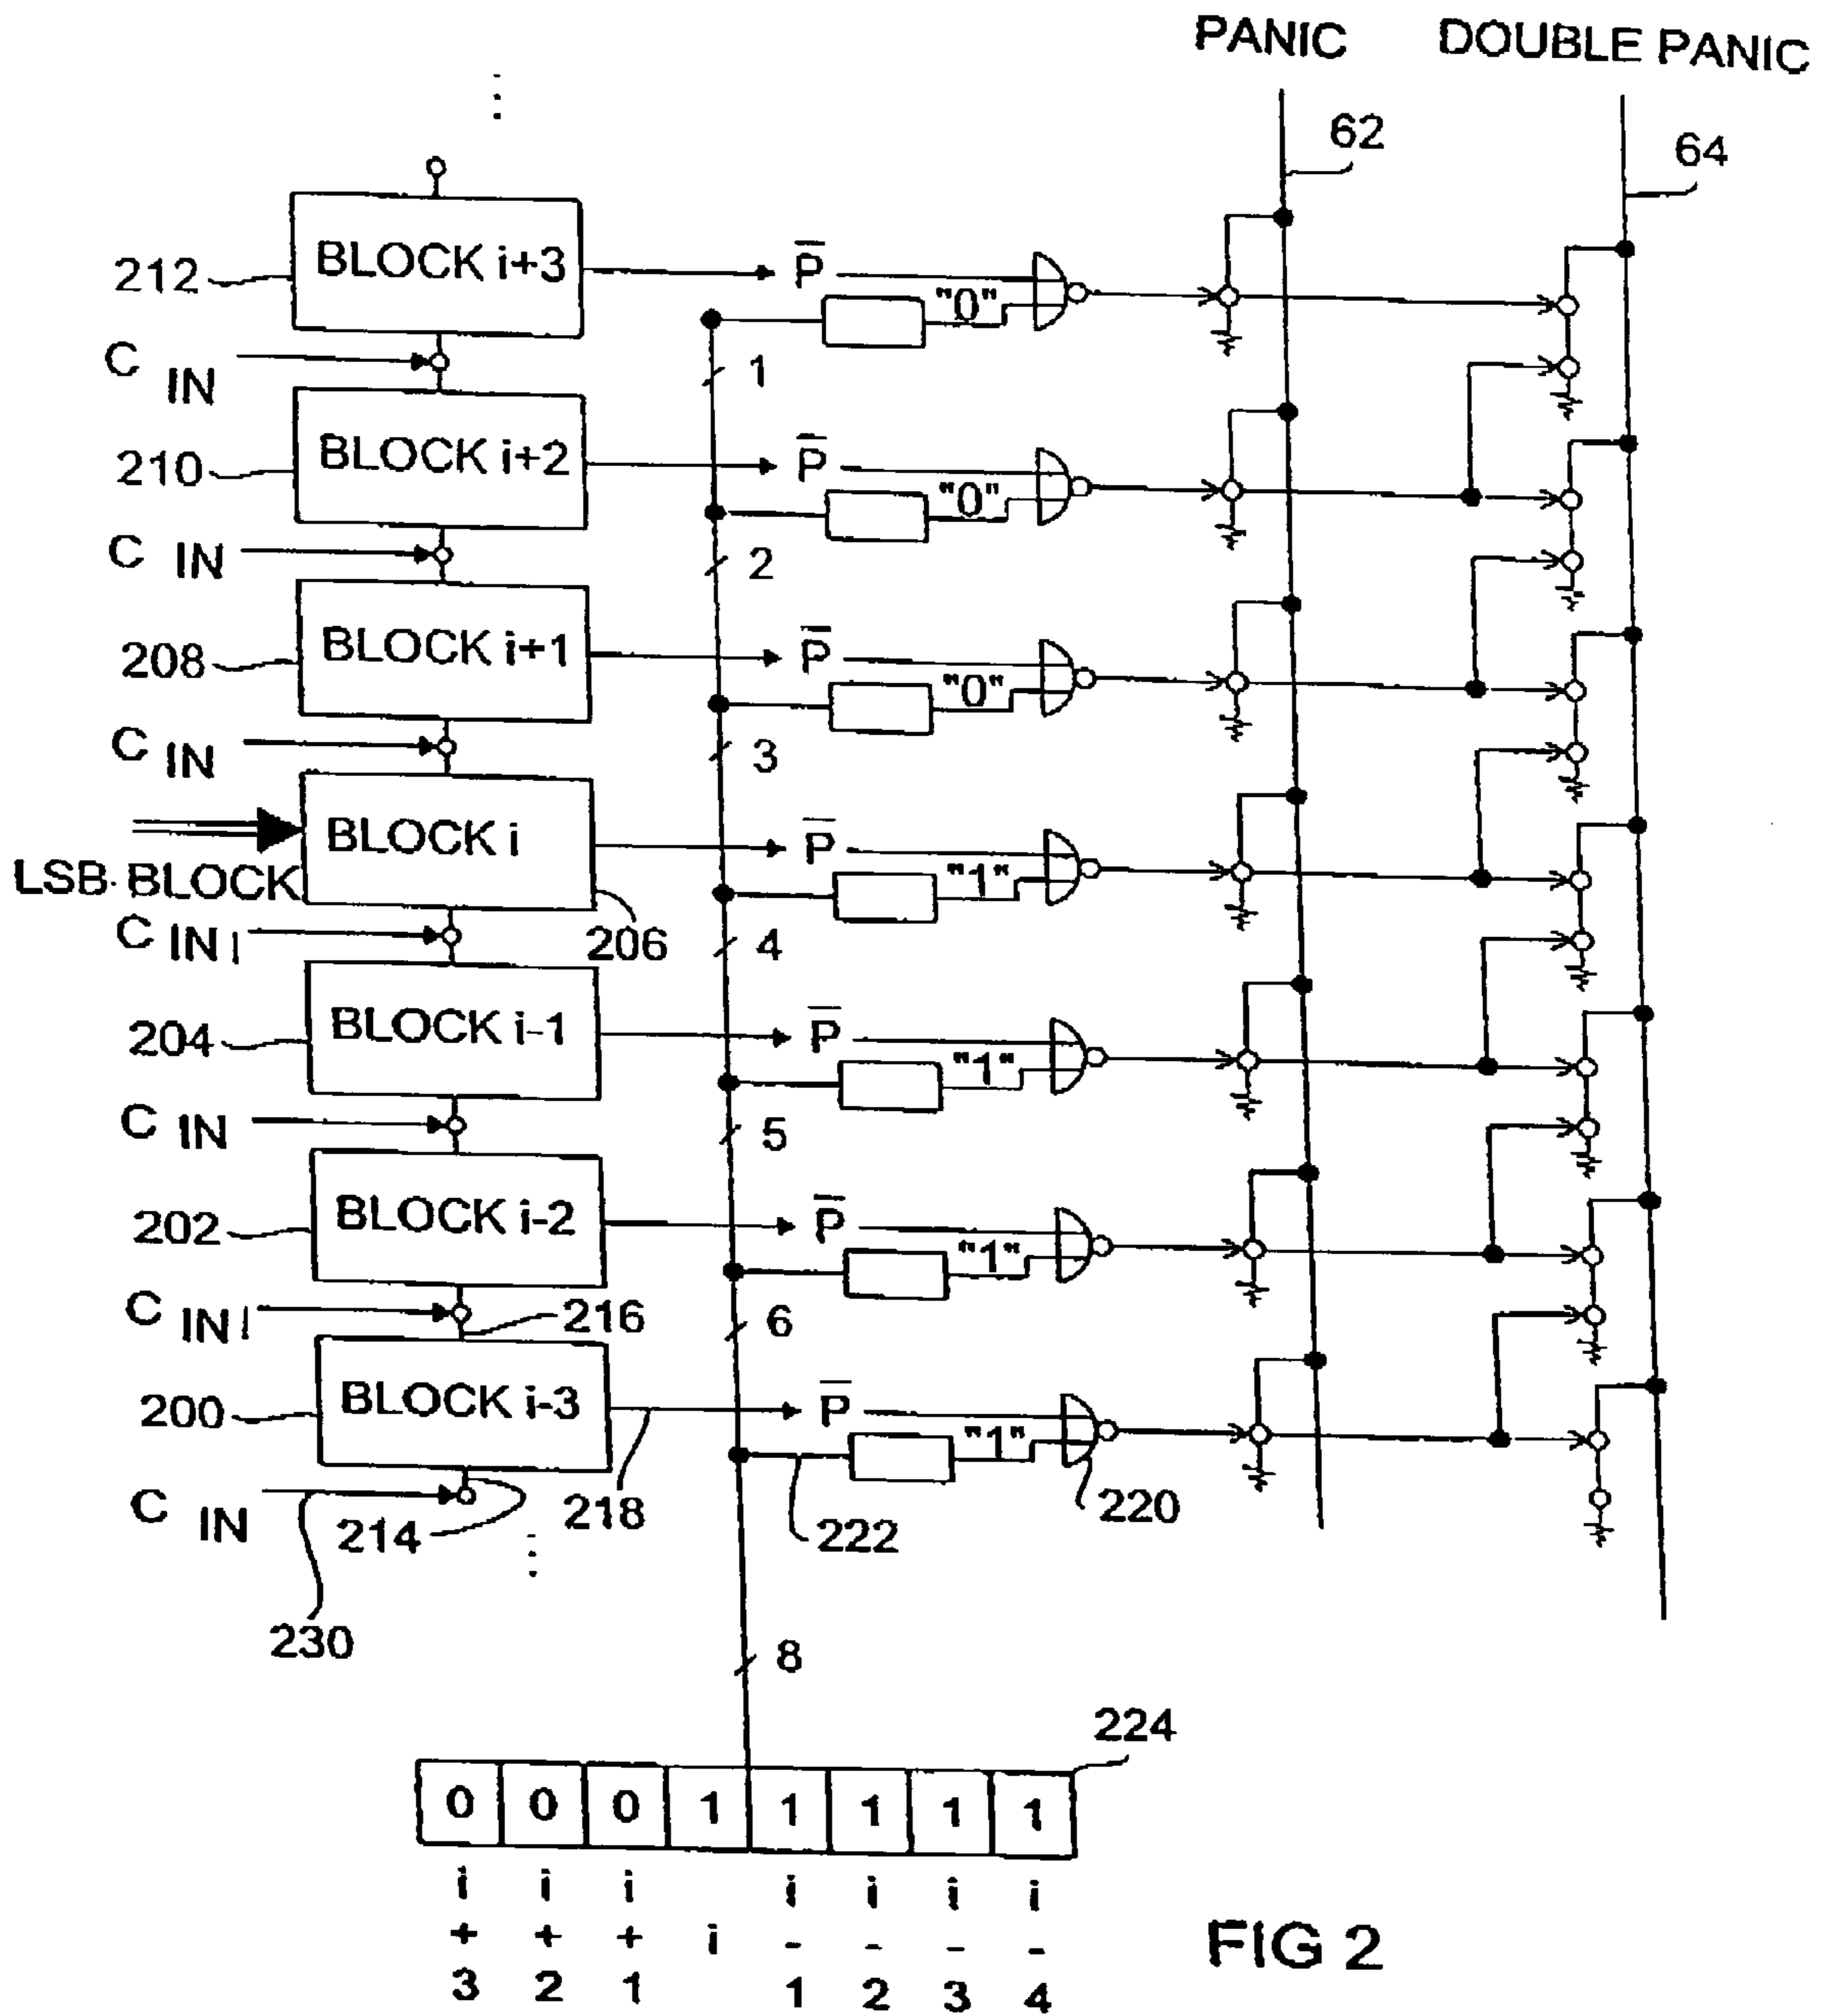 PANIC DOUBLE PANIC
62
64
212 BLOCK i+3 P "0"
C IN
1
210 BLOCK i+2 P "0"
C IN
2
208 BLOCK i+1 P "0"
C IN
3
BLOCK i P "1"
LSB BLOCK
206
C IN
4
204 BLOCK i-1 P "1"
C IN
5
202 BLOCK i-2 P "1"
C IN
216
6
200 BLOCK i-3 P "1"
C IN
214 218 222 220
230
8
224
0 0 0 1 1 1 1 1
i+3 i+2 i+1 i i-1 i-2 i-3 i-4
FIG 2